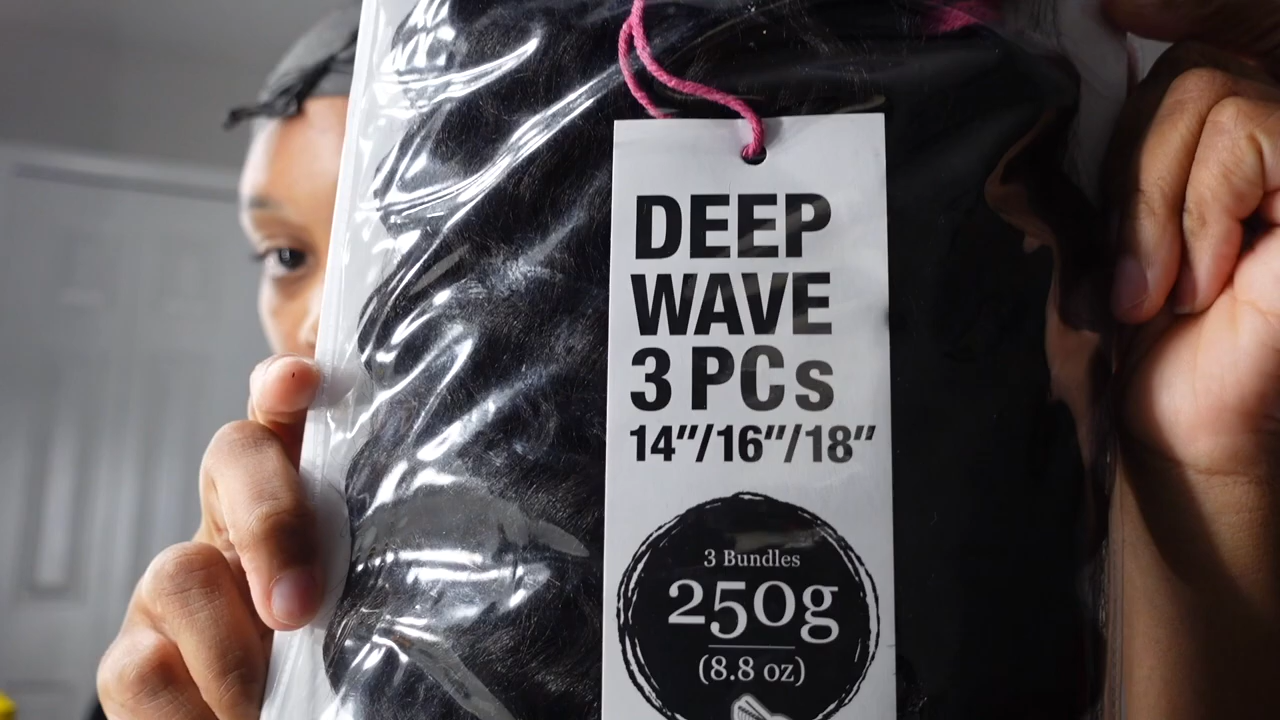 DEEP
WAVE
3 PCs
14"/16"/18"
3 Bundles
250g
(8.8 oz)